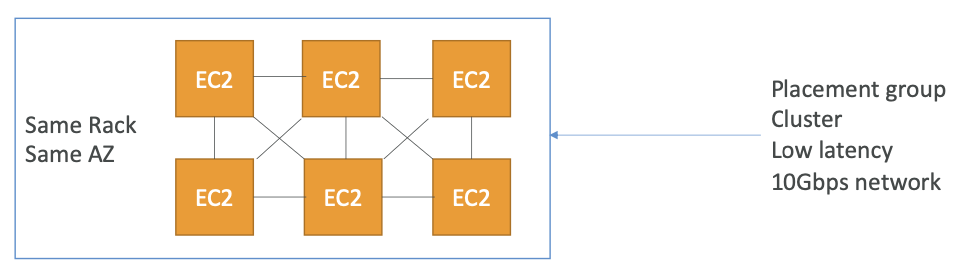 EC2
EC2
EC2
Same Rack
Same AZ
EC2
EC2
EC2
Placement group
Cluster
Low latency
10Gbps network